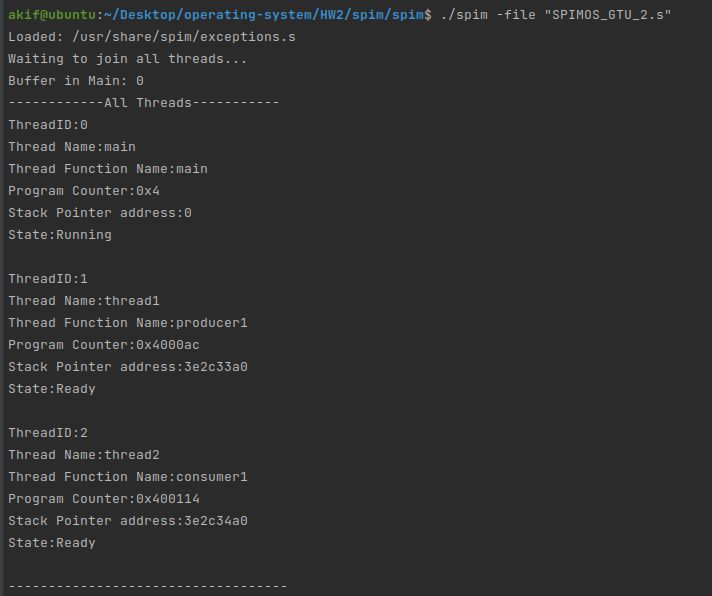 akif@ubuntu:~/Desktop/operating-system/HW2/spim/spim$ ./spim -file "SPIMOS_GTU_2.s"
Loaded: /usr/share/spim/exceptions.s
Waiting to join all threads...
Buffer in Main: 0
------------All Threads-----------
ThreadID:0
Thread Name:main
Thread Function Name:main
Program Counter:0x4
Stack Pointer address:0
State:Running
ThreadID:1
Thread Name:thread1
Thread Function Name:producer1
Program Counter:0x4000ac
Stack Pointer address:3e2c33a0
State:Ready
ThreadID:2
Thread Name:thread2
Thread Function Name:consumer1
Program Counter:0x400114
Stack Pointer address:3e2c34a0
State:Ready
-----------------------------------